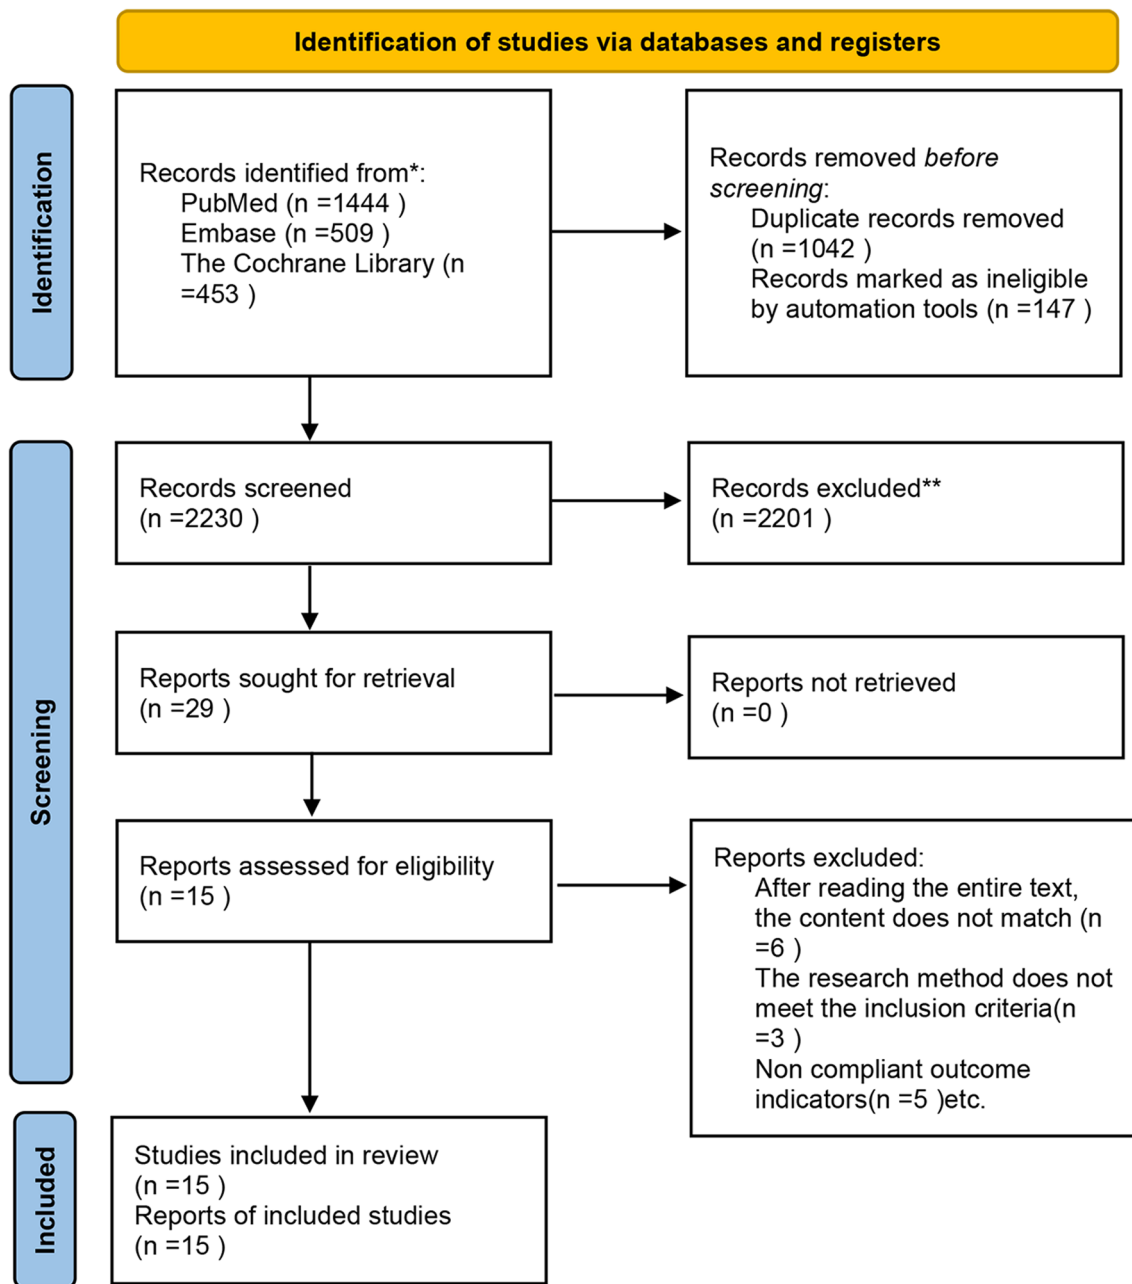 Identification of studies via databases and registers
Identification
Records identified from*:
PubMed (n =1444 )
Embase (n =509 )
The Cochrane Library (n
=453 )
Records removed before
screening:
Duplicate records removed
(n =1042 )
Records marked as ineligible
by automation tools (n =147 )
Screening
Records screened
(n =2230 )
Records excluded**
(n =2201 )
Reports sought for retrieval
(n =29 )
Reports not retrieved
(n =0 )
Reports assessed for eligibility
(n =15 )
Reports excluded:
After reading the entire text,
the content does not match (n
=6 )
The research method does not
meet the inclusion criteria(n
=3 )
Non compliant outcome
indicators(n =5 )etc.
Included
Studies included in review
(n =15 )
Reports of included studies
(n =15 )